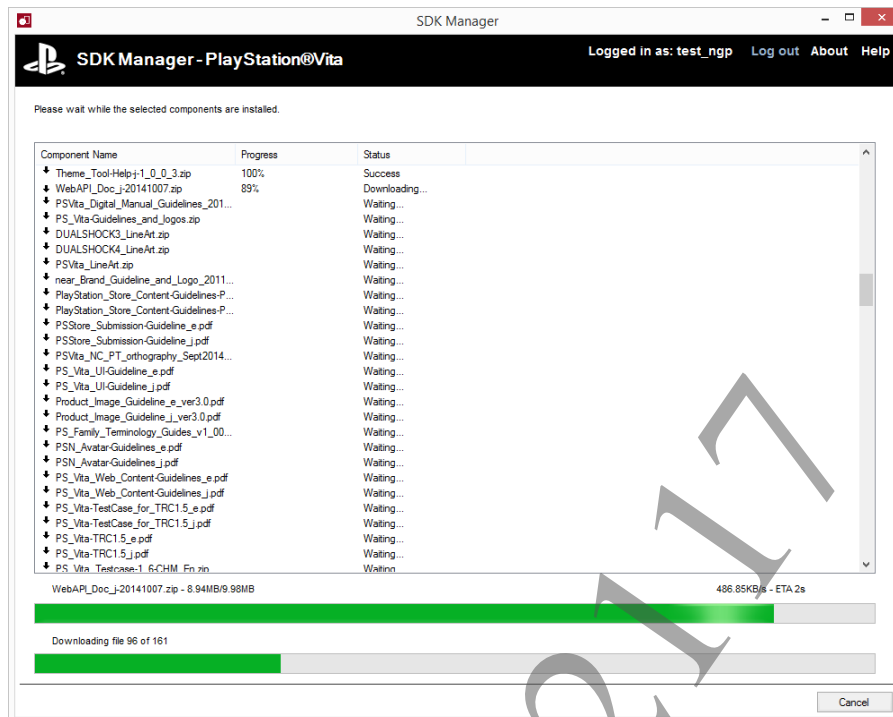 SDK Manager
SDK Manager - PlayStation®Vita
Logged in as: test_ngp Log out About Help
Please wait while the selected components are installed.
Component Name Progress Status
Theme_Tool-Help-j-1_0_0_3.zip 100% Success
WebAPI_Doc_j-20141007.zip 89% Downloading...
PSVita_Digital_Manual_Guidelines_201... Waiting...
PS_Vita-Guidelines_and_logos.zip Waiting...
DUALSHOCK3_LineArt.zip Waiting...
DUALSHOCK4_LineArt.zip Waiting...
PSVita_LineArt.zip Waiting...
near_Brand_Guideline_and_Logo_2011... Waiting...
PlayStation_Store_Content-Guidelines-P... Waiting...
PlayStation_Store_Content-Guidelines-P... Waiting...
PSStore_Submission-Guideline_e.pdf Waiting...
PSStore_Submission-Guideline_j.pdf Waiting...
PSVita_NC_PT_orthography_Sept2014... Waiting...
PS_Vita_UI-Guideline_e.pdf Waiting...
PS_Vita_UI-Guideline_j.pdf Waiting...
Product_Image_Guideline_e_ver3.0.pdf Waiting...
Product_Image_Guideline_j_ver3.0.pdf Waiting...
PS_Family_Terminology_Guides_v1_00... Waiting...
PSN_Avatar-Guidelines_e.pdf Waiting...
PSN_Avatar-Guidelines_j.pdf Waiting...
PS_Vita_Web_Content-Guidelines_e.pdf Waiting...
PS_Vita_Web_Content-Guidelines_j.pdf Waiting...
PS_Vita-TestCase_for_TRC1.5_e.pdf Waiting...
PS_Vita-TestCase_for_TRC1.5_j.pdf Waiting...
PS_Vita-TRC1.5_e.pdf Waiting...
PS_Vita-TRC1.5_j.pdf Waiting...
PS_Vita_Testcase-1_6-CHM_En.zip Waiting
WebAPI_Doc_j-20141007.zip - 8.94MB/9.98MB 486.85KB/s - ETA 2s
Downloading file 96 of 161
Cancel
2117